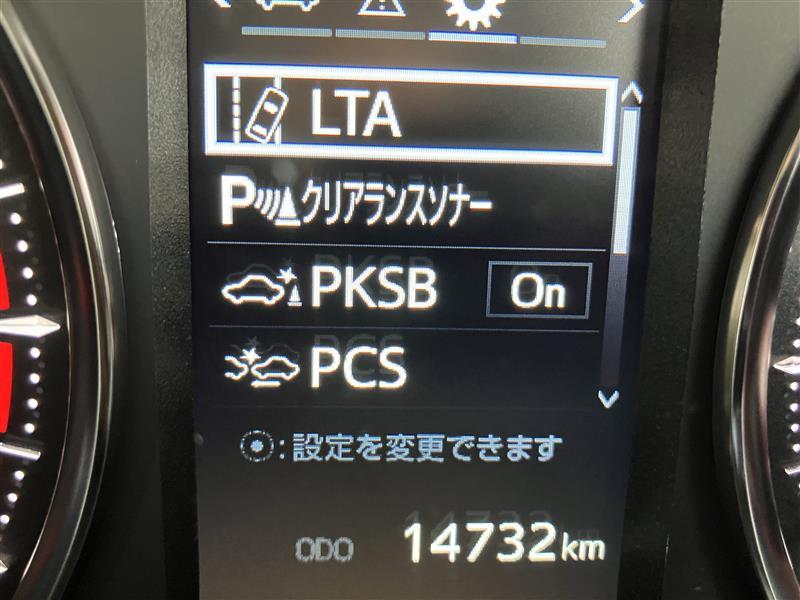 LTA
Pクリアランスソナー
PKSB On
PCS
:設定を変更できます
ODO 14732km